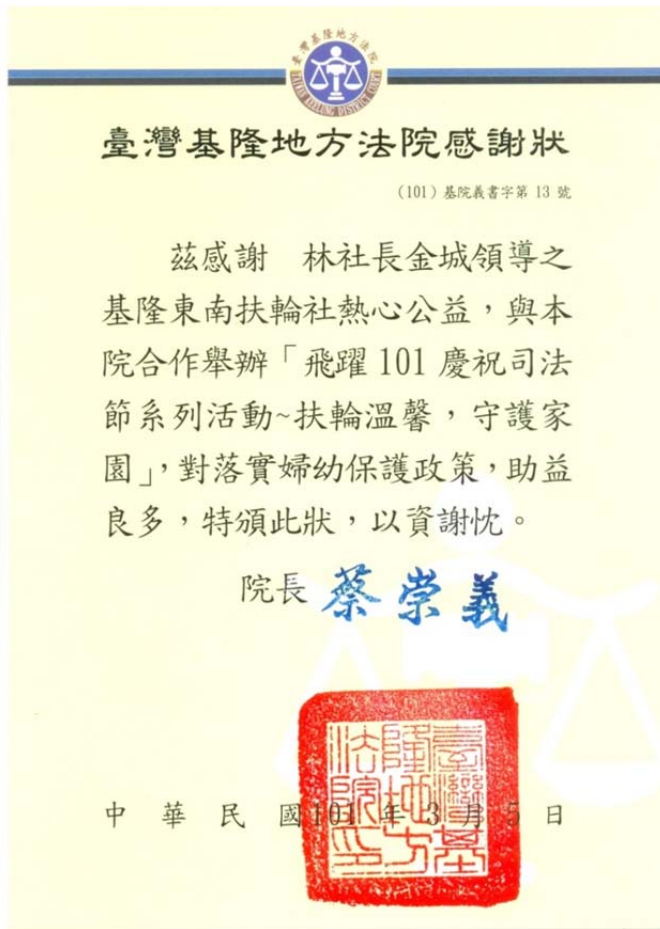 臺灣基隆地方法院
TAIWAN KEELUNG DISTRICT COURT
臺灣基隆地方法院感謝狀
(101)基院義書字第 13 號
茲感謝　林社長金城領導之
基隆東南扶輪社熱心公益，與本
院合作舉辦「飛躍 101 慶祝司法
節系列活動~扶輪溫馨，守護家
園」，對落實婦幼保護政策，助益
良多，特頒此狀，以資謝忱。
院長 蔡崇義
臺灣基
隆地方
法院印
中 華 民 國 101 年 3 月 5 日